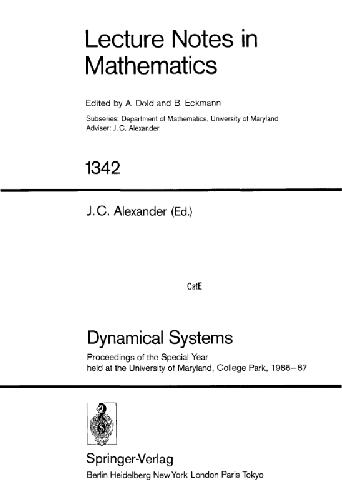 Lecture Notes in
Mathematics
Edited by A. Dold and B. Eckmann
Subseries: Department of Mathematics, University of Maryland
Adviser: J.C. Alexander
1342
J.C. Alexander (Ed.)
CatE
Dynamical Systems
Proceedings of the Special Year
held at the University of Maryland, College Park, 1986–87
Springer-Verlag
Berlin Heidelberg New York London Paris Tokyo